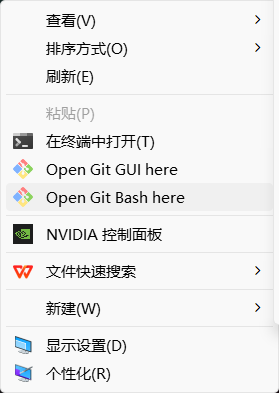 查看(V)
排序方式(O)
刷新(E)
粘贴(P)
在终端中打开(T)
Open Git GUI here
Open Git Bash here
NVIDIA 控制面板
文件快速搜索
新建(W)
显示设置(D)
个性化(R)